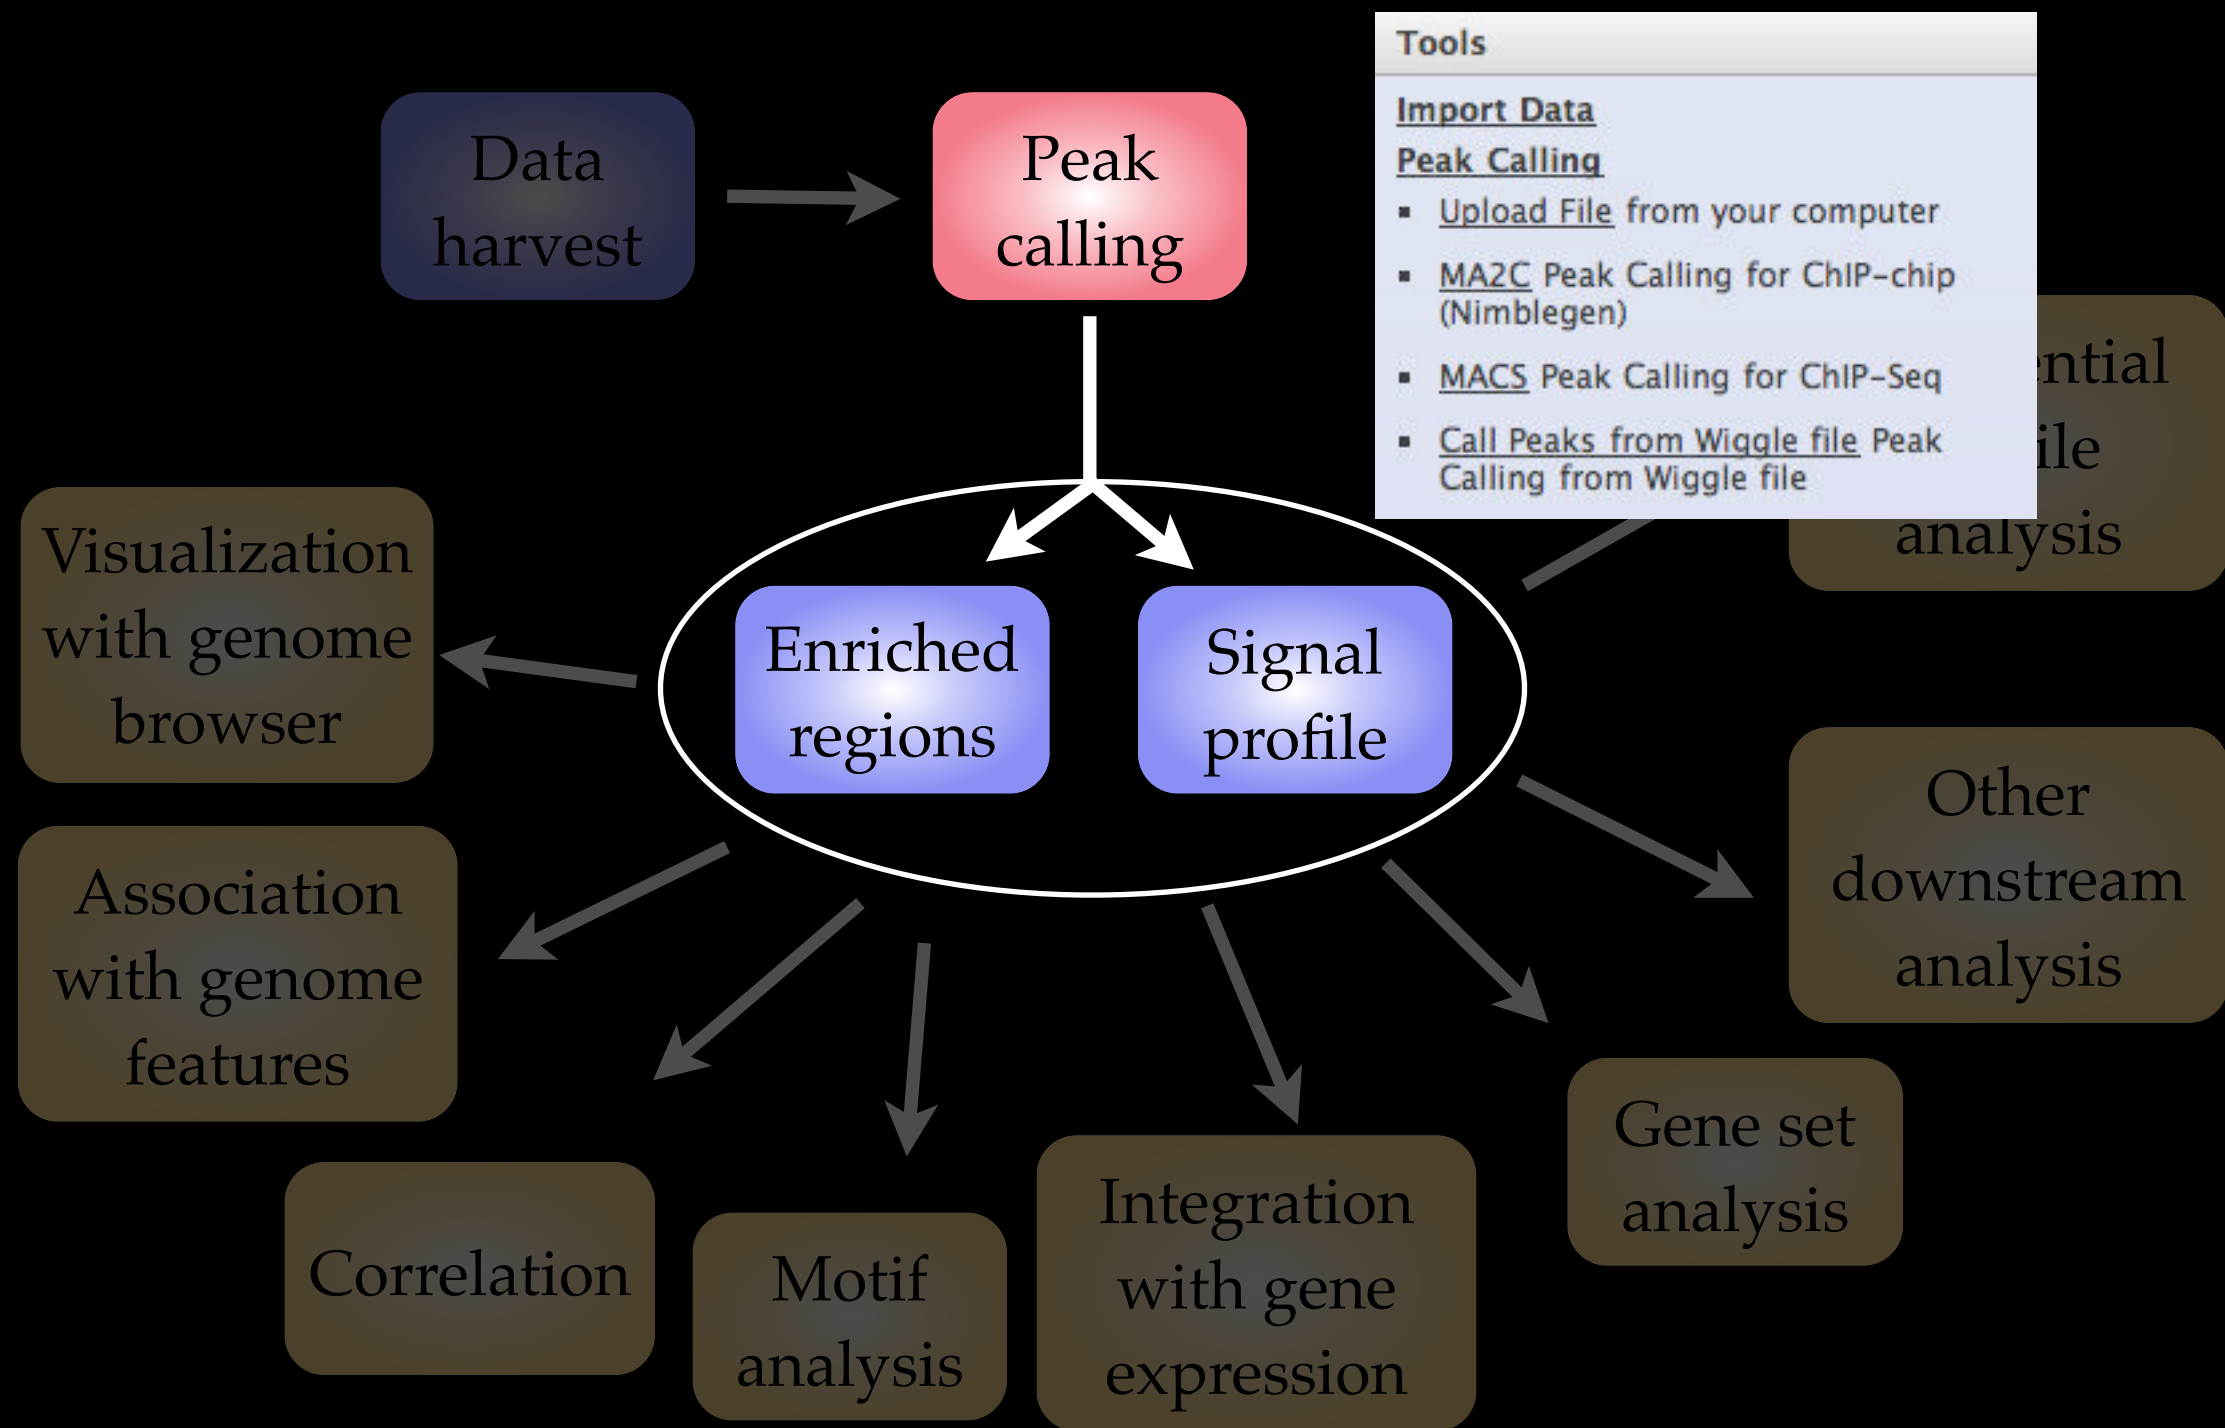 Data
harvest
Peak
calling
Tools
Import Data
Peak Calling
▪ Upload File from your computer
▪ MA2C Peak Calling for ChIP-chip
(Nimblegen)
▪ MACS Peak Calling for ChIP-Seq
▪ Call Peaks from Wiggle file Peak
Calling from Wiggle file
analysis
Visualization
with genome
browser
Enriched
regions
Signal
profile
Other
downstream
analysis
Association
with genome
features
Gene set
analysis
Correlation
Motif
analysis
Integration
with gene
expression